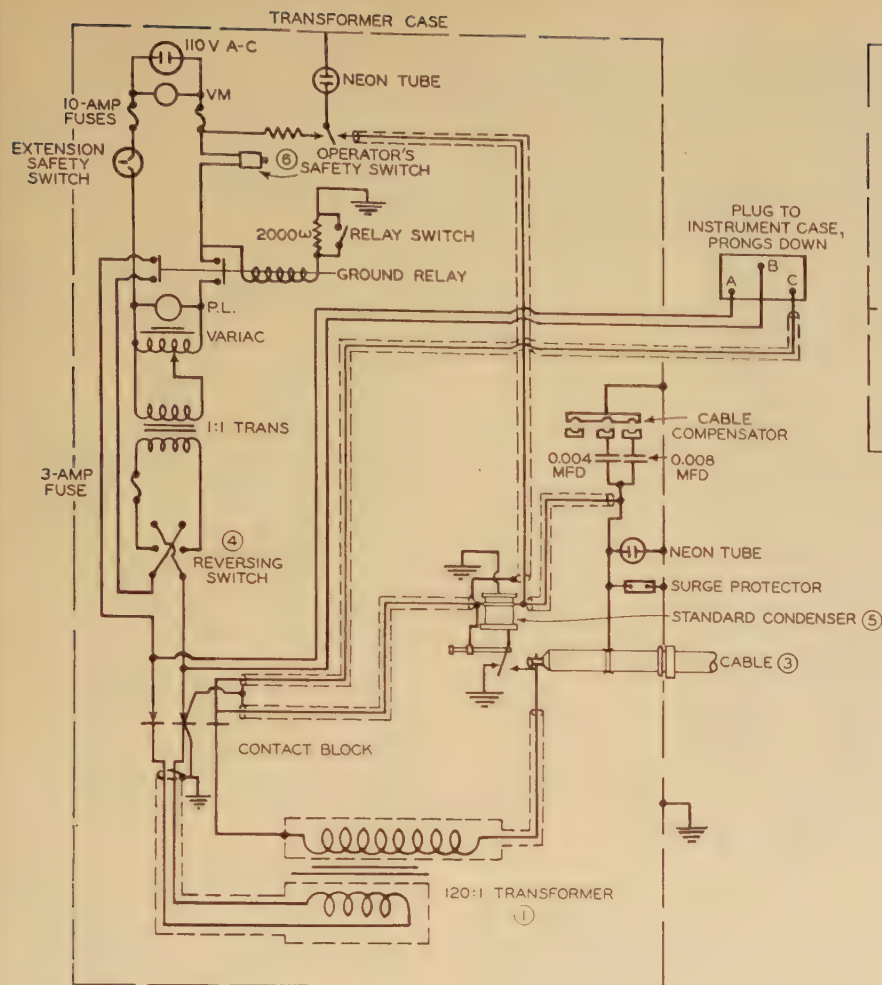 TRANSFORMER CASE
110 V A-C
VM
NEON TUBE
10-AMP
FUSES
EXTENSION
SAFETY
SWITCH
⑥
OPERATOR'S
SAFETY SWITCH
2000ω
RELAY SWITCH
GROUND RELAY
PLUG TO
INSTRUMENT CASE,
PRONGS DOWN
A
B
C
P.L.
VARIAC
1:1 TRANS
3-AMP
FUSE
④
REVERSING
SWITCH
CABLE
COMPENSATOR
0.004
MFD
0.008
MFD
NEON TUBE
SURGE PROTECTOR
STANDARD CONDENSER ⑤
CABLE ③
CONTACT BLOCK
120:1 TRANSFORMER
①